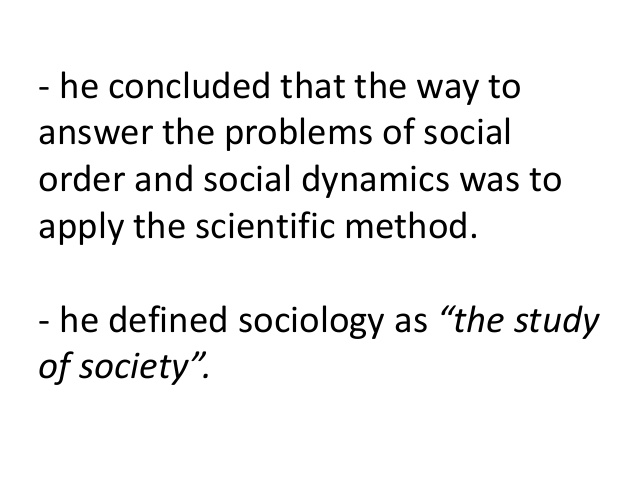 - he concluded that the way to
answer the problems of social
order and social dynamics was to
apply the scientific method.
- he defined sociology as “the study
of society”.